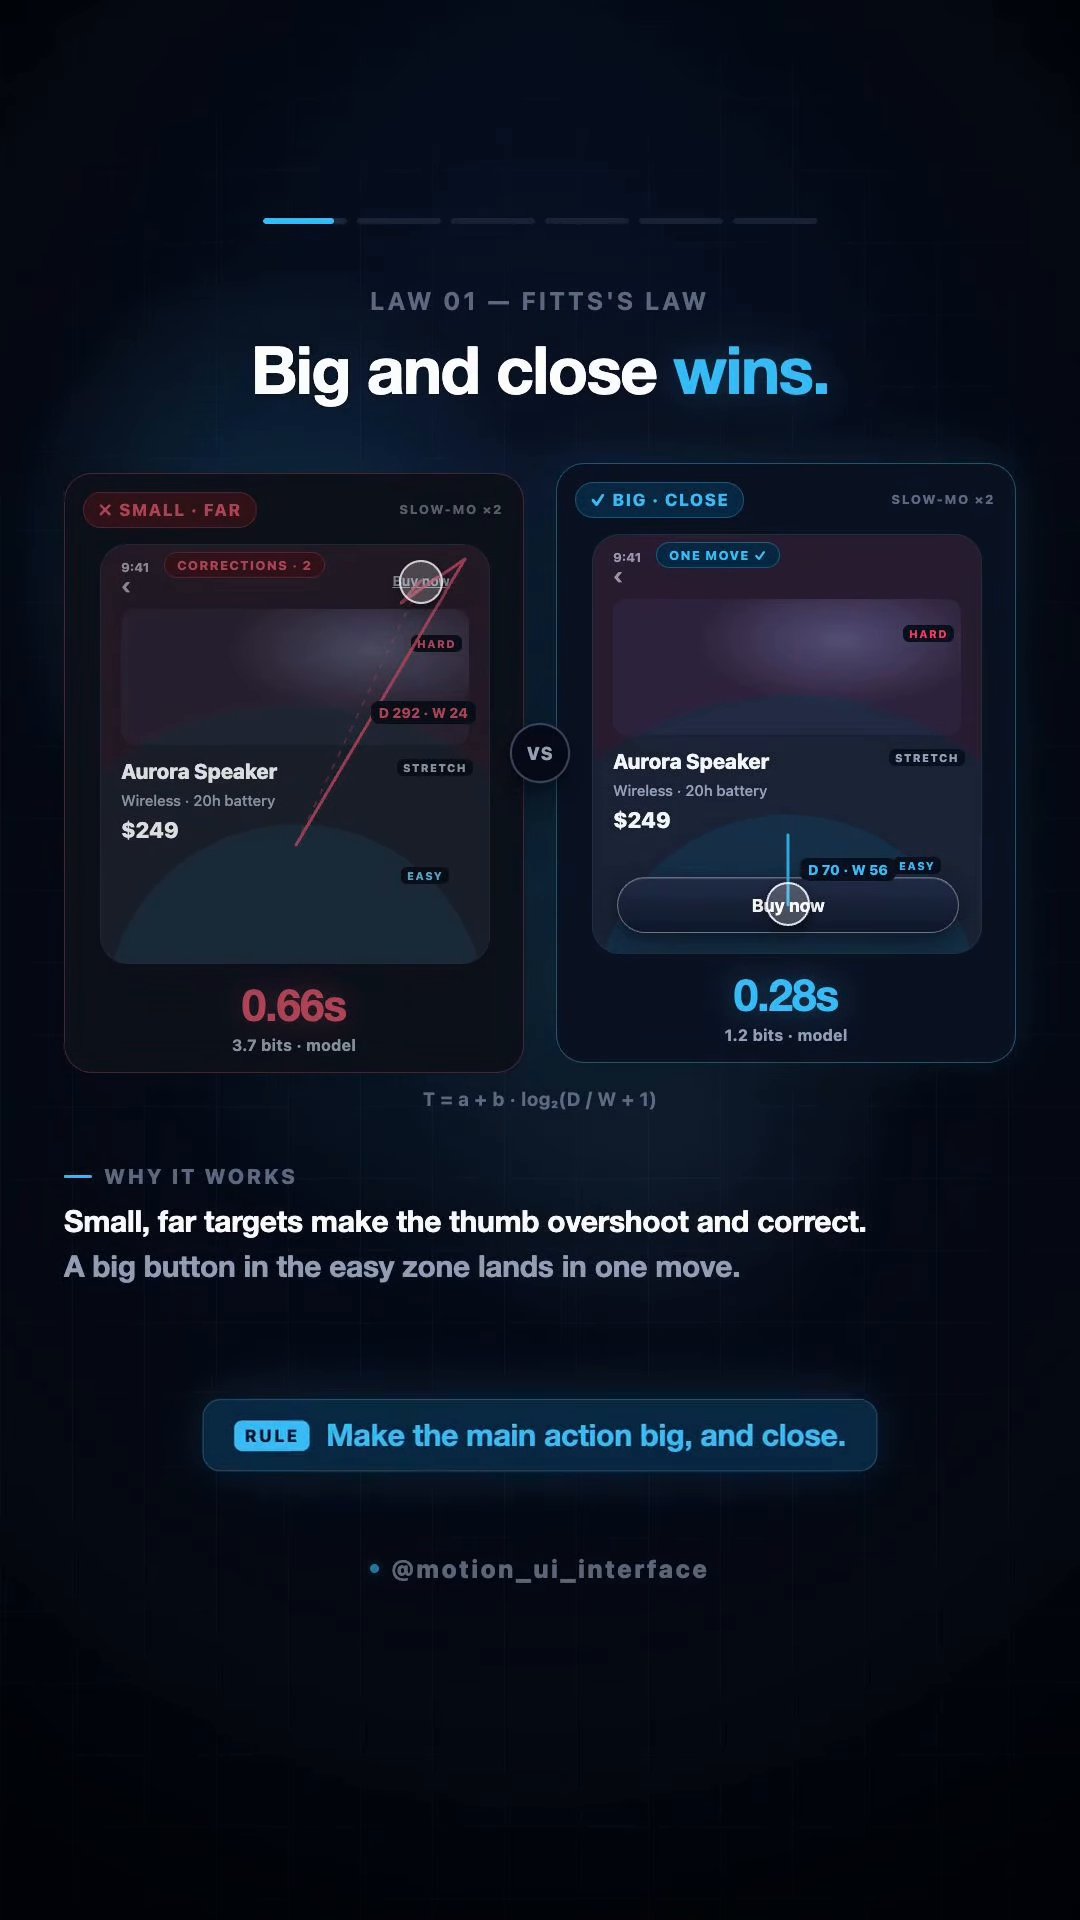 LAW 01 — FITTS'S LAW
Big and close wins.
✕ SMALL · FAR
SLOW-MO ×2
9:41
CORRECTIONS · 2
Buy now
HARD
D 292 · W 24
Aurora Speaker
STRETCH
Wireless · 20h battery
$249
EASY
0.66s
3.7 bits · model
VS
✓ BIG · CLOSE
SLOW-MO ×2
9:41
ONE MOVE ✓
HARD
Aurora Speaker
STRETCH
Wireless · 20h battery
$249
D 70 · W 56
EASY
Buy now
0.28s
1.2 bits · model
T = a + b · log₂(D / W + 1)
WHY IT WORKS
Small, far targets make the thumb overshoot and correct.
A big button in the easy zone lands in one move.
RULE Make the main action big, and close.
@motion_ui_interface